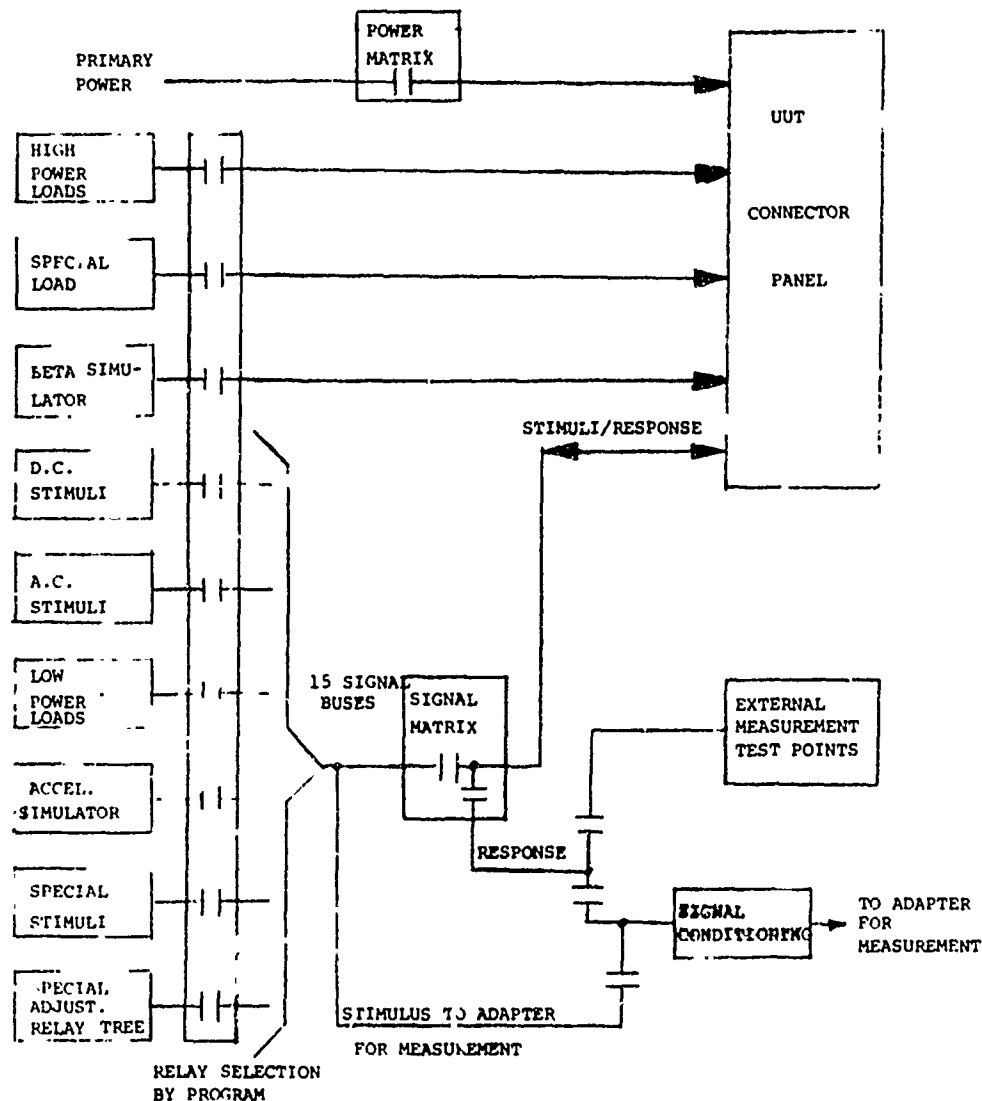 POWER
MATRIX
PRIMARY
POWER
UUT
CONNECTOR
PANEL
HIGH
POWER
LOADS
SPECIAL
LOAD
BETA SIMU-
LATOR
STIMULI/RESPONSE
D.C.
STIMULI
A.C.
STIMULI
LOW
POWER
LOADS
15 SIGNAL
BUSES
SIGNAL
MATRIX
EXTERNAL
MEASUREMENT
TEST POINTS
ACCEL.
SIMULATOR
RESPONSE
SPECIAL
STIMULI
SIGNAL
CONDITIONING
TO ADAPTER
FOR
MEASUREMENT
SPECIAL
ADJUST.
RELAY TREE
STIMULUS TO ADAPTER
FOR MEASUREMENT
RELAY SELECTION
BY PROGRAM